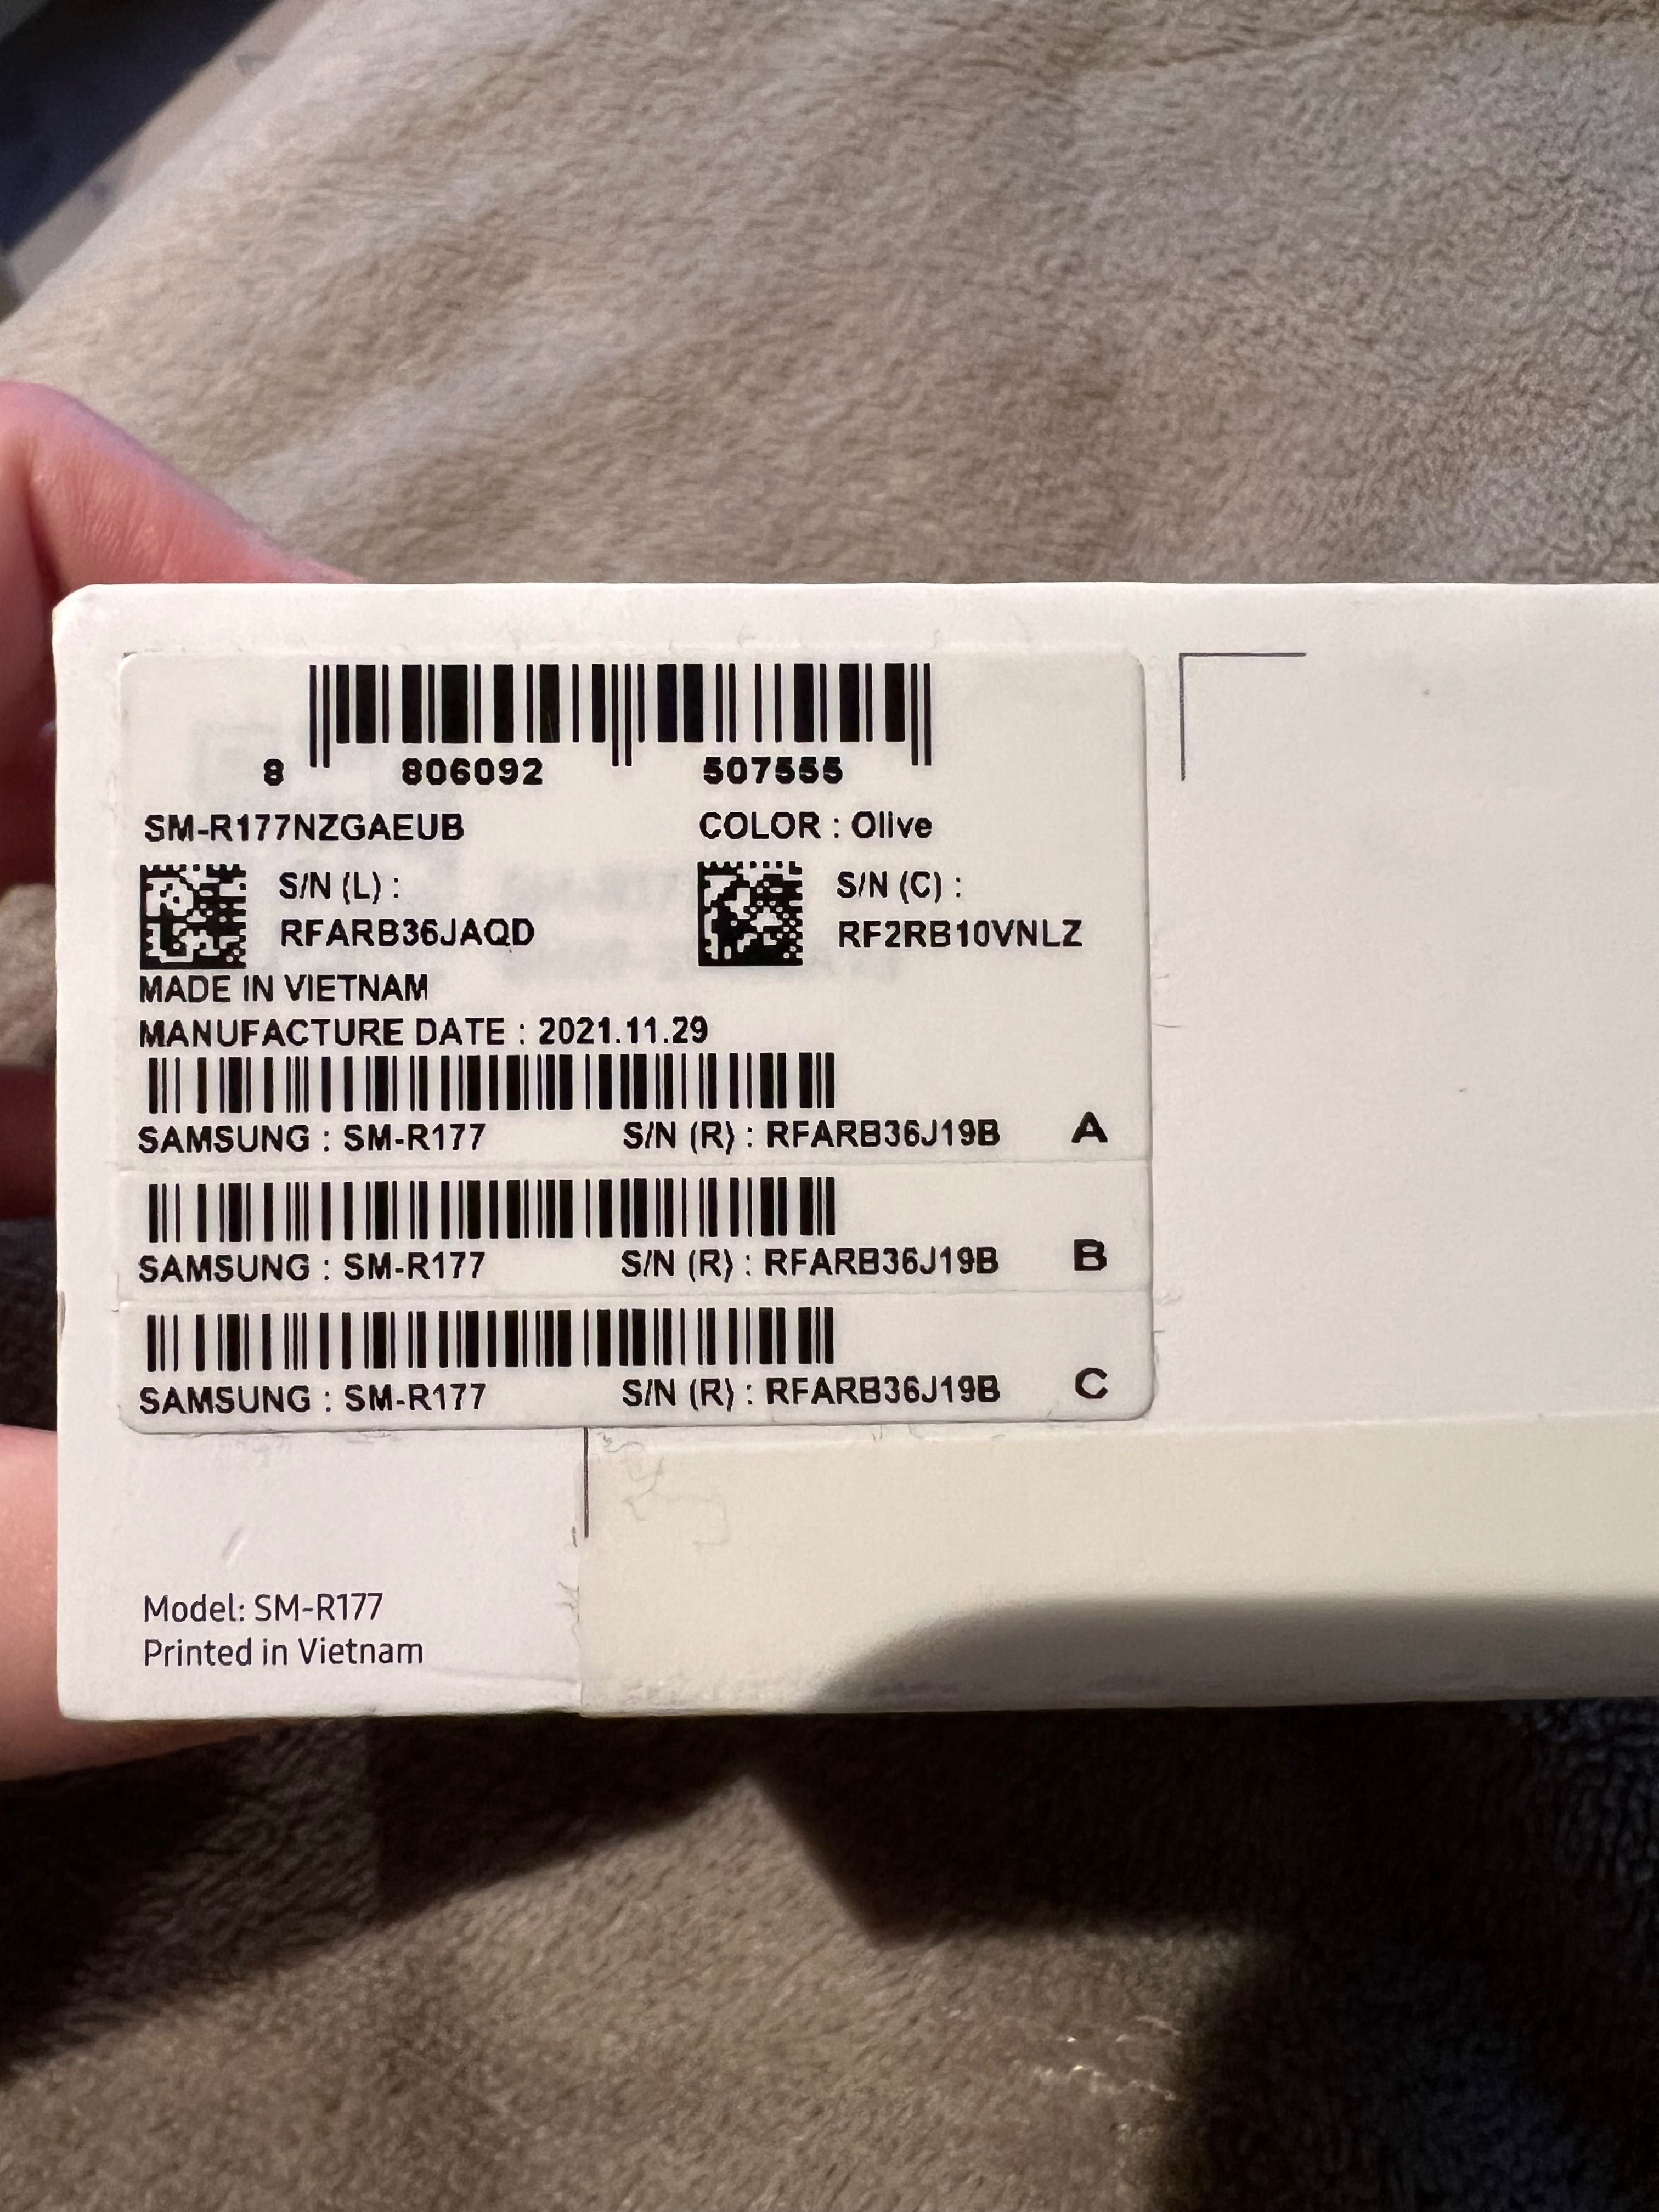 8 806092 507555
SM-R177NZGAEUB COLOR : Olive
S/N (L) : S/N (C) :
RFARB36JAQD RF2RB10VNLZ
MADE IN VIETNAM
MANUFACTURE DATE : 2021.11.29
SAMSUNG : SM-R177 S/N (R) : RFARB36J19B A
SAMSUNG : SM-R177 S/N (R) : RFARB36J19B B
SAMSUNG : SM-R177 S/N (R) : RFARB36J19B C
Model: SM-R177
Printed in Vietnam